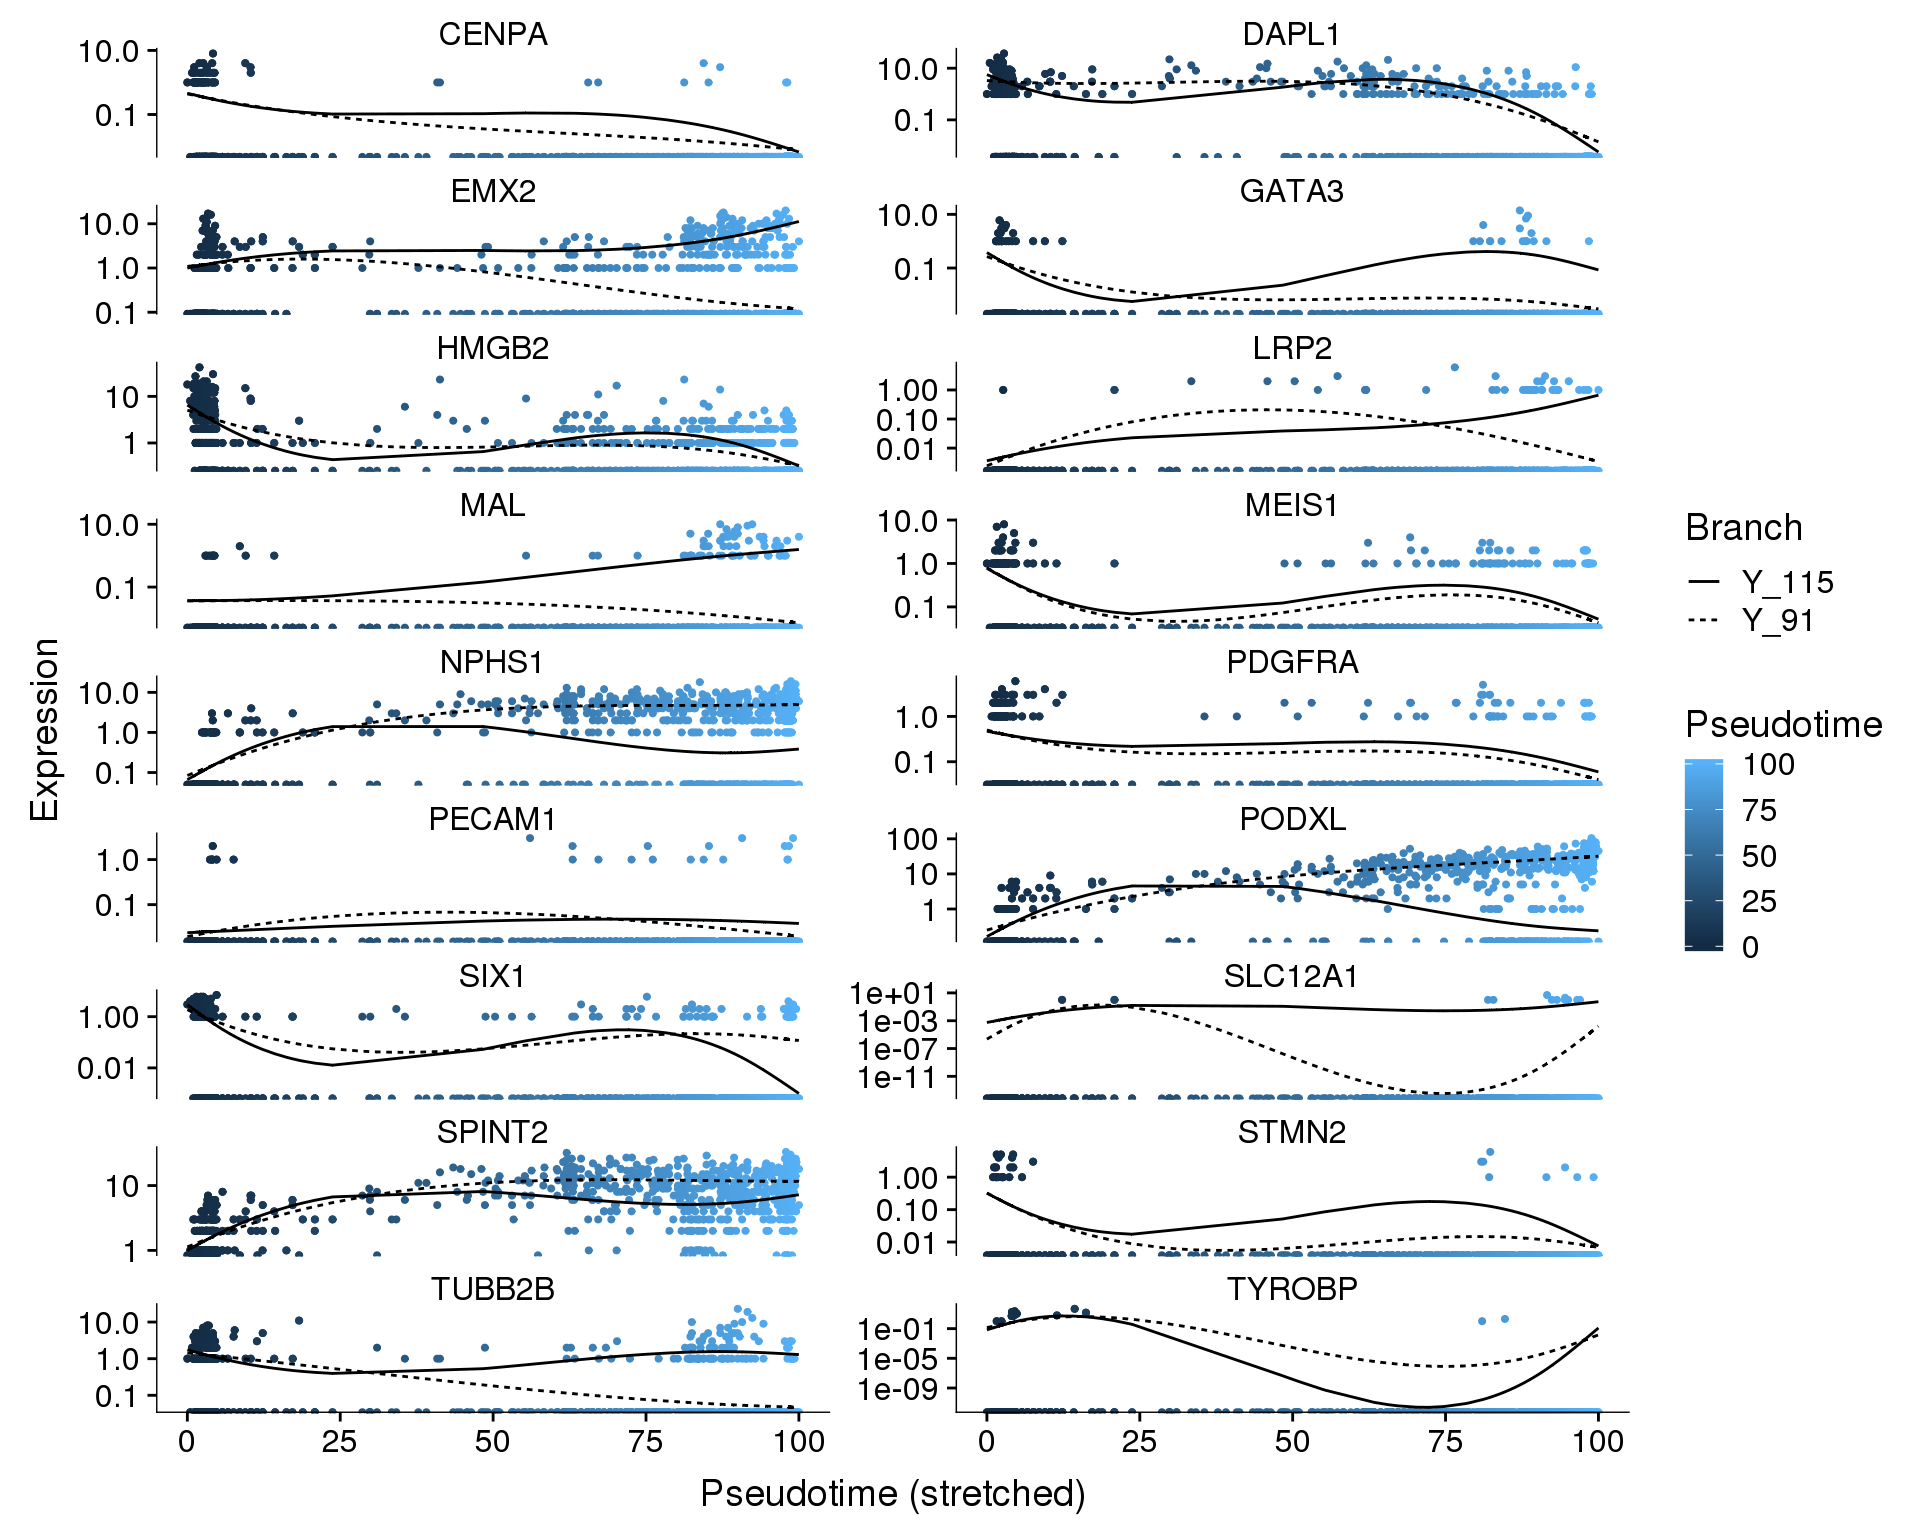 CENPA
10.0
0.1
DAPL1
10.0
0.1
EMX2
10.0
1.0
0.1
GATA3
10.0
0.1
HMGB2
10
1
LRP2
1.00
0.10
0.01
MAL
10.0
0.1
MEIS1
10.0
1.0
0.1
NPHS1
10.0
1.0
0.1
PDGFRA
1.0
0.1
PECAM1
1.0
0.1
PODXL
100
10
1
SIX1
1.00
0.01
SLC12A1
1e+01
1e-03
1e-07
1e-11
SPINT2
10
1
STMN2
1.00
0.10
0.01
TUBB2B
10.0
1.0
0.1
TYROBP
1e-01
1e-05
1e-09
0 25 50 75 100
0 25 50 75 100
Pseudotime (stretched)
Expression
Branch
Y_115
Y_91
Pseudotime
100
75
50
25
0